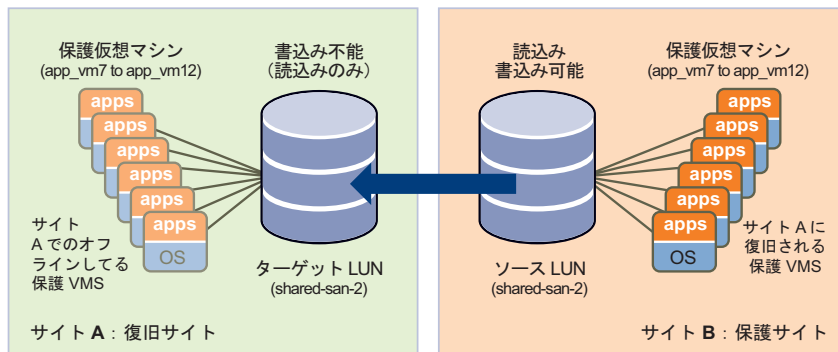 保護仮想マシン
(app_vm7 to app_vm12)
書込み不能
（読込みのみ）
apps
apps
apps
apps
apps
apps
OS
サイト
A でのオフ
ラインしてる
保護 VMS
ターゲット LUN
(shared-san-2)
サイト A : 復旧サイト
読込み
書込み可能
保護仮想マシン
(app_vm7 to app_vm12)
apps
apps
apps
apps
apps
apps
OS
サイト A に
復旧される
保護 VMS
ソース LUN
(shared-san-2)
サイト B : 保護サイト